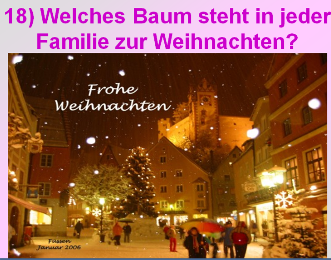 18) Welches Baum steht in jeder
Familie zur Weihnachten?
Frohe
Weihnachten
Füssen
Januar 2006